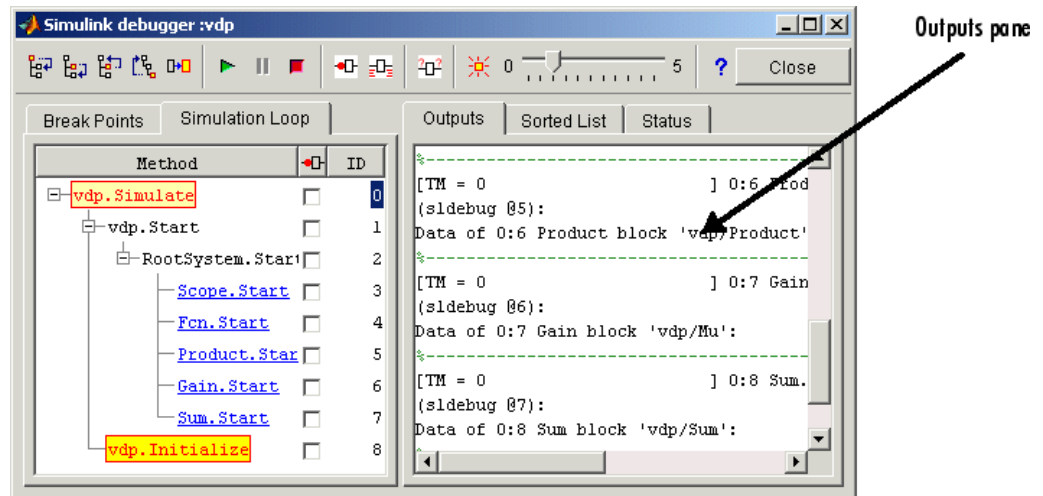 Simulink debugger :vdp
Outputs pane
0 5 ? Close
Break Points Simulation Loop
Method ID
vdp.Simulate 0
vdp.Start 1
RootSystem.Start 2
Scope.Start 3
Fcn.Start 4
Product.Star 5
Gain.Start 6
Sum.Start 7
vdp.Initialize 8
Outputs Sorted List Status
%----------------------------------------
[TM = 0 ] 0:6 Prod
(sldebug @5):
Data of 0:6 Product block 'vdp/Product'
%----------------------------------------
[TM = 0 ] 0:7 Gain
(sldebug @6):
Data of 0:7 Gain block 'vdp/Mu':
%----------------------------------------
[TM = 0 ] 0:8 Sum.
(sldebug @7):
Data of 0:8 Sum block 'vdp/Sum':